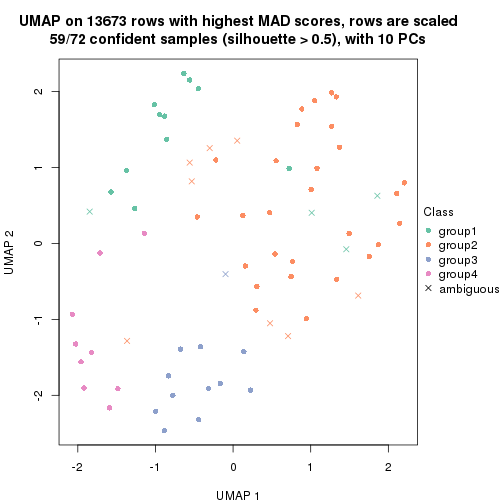 UMAP on 13673 rows with highest MAD scores, rows are scaled
59/72 confident samples (silhouette > 0.5), with 10 PCs
2
1
0
-1
-2
UMAP 2
-2
-1
0
1
2
UMAP 1
Class
group1
group2
group3
group4
ambiguous